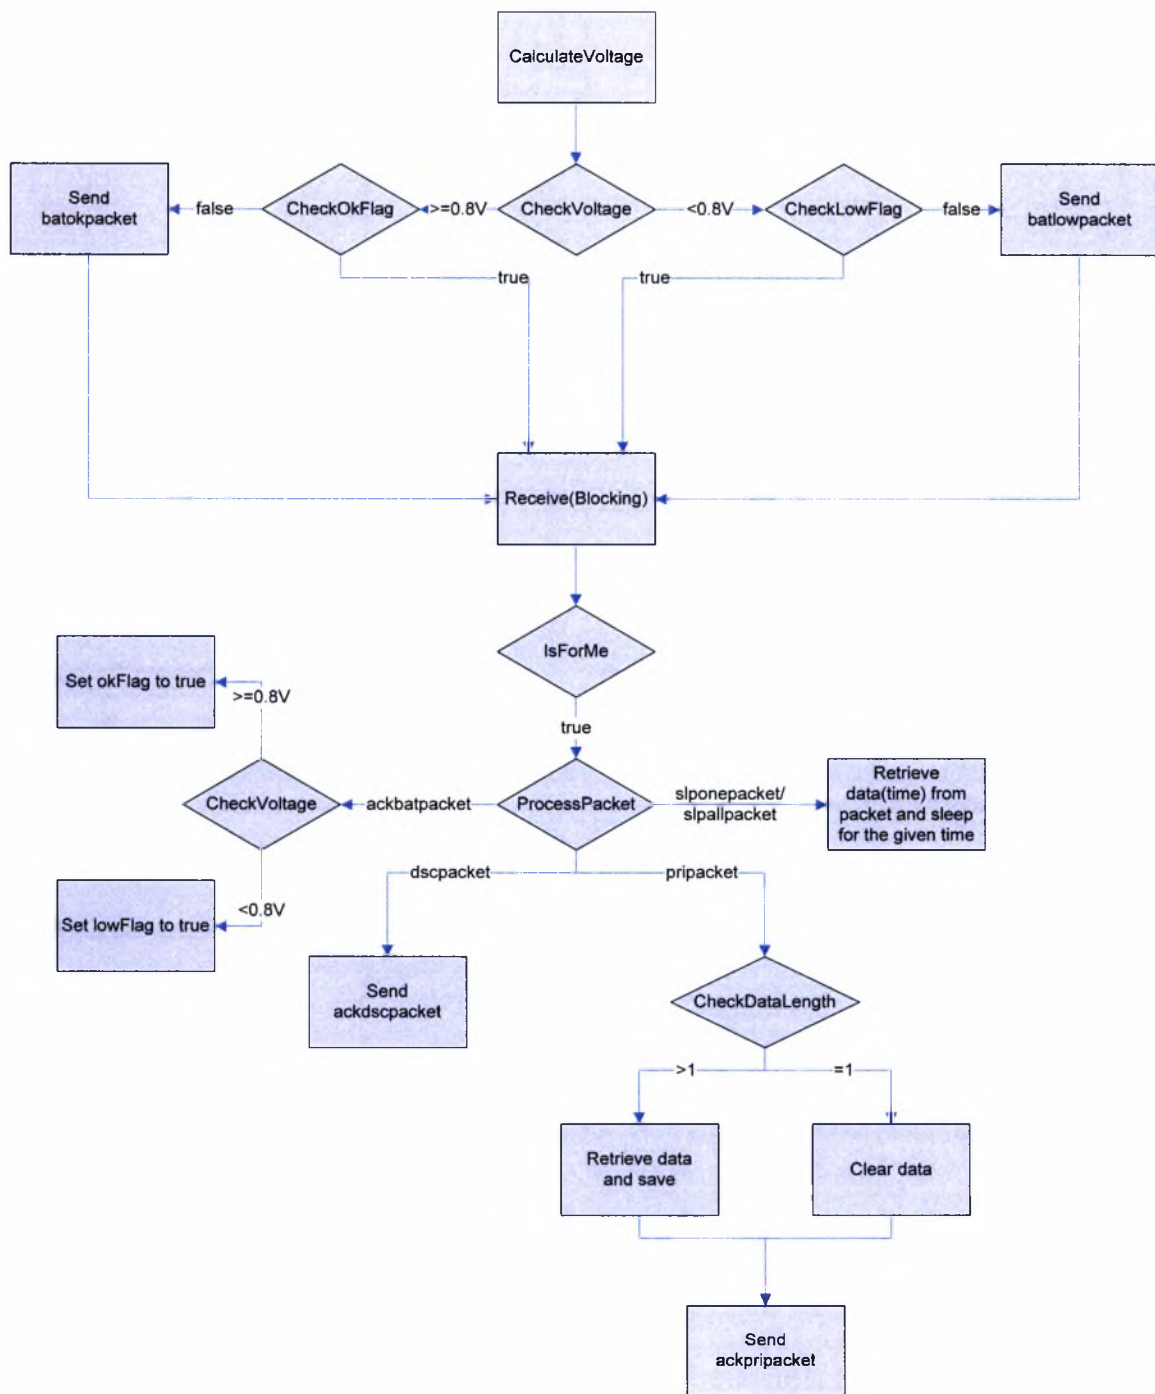 CalculateVoltage
Send
batokpacket
false
CheckOkFlag
>=0.8V
CheckVoltage
<0.8V
CheckLowFlag
false
Send
batlowpacket
true
true
Receive(Blocking)
IsForMe
Set okFlag to true
>=0.8V
true
CheckVoltage
ackbatpacket
ProcessPacket
slponepacket/
slpallpacket
Retrieve
data(time) from
packet and sleep
for the given time
dscpacket
pripacket
Set lowFlag to true
<0.8V
Send
ackdscpacket
CheckDataLength
>1
=1
Retrieve data
and save
Clear data
Send
ackpripacket